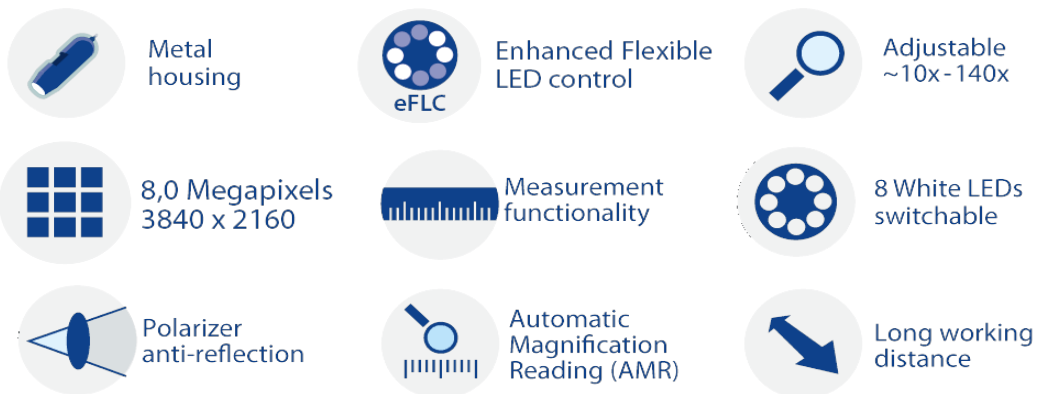 Metal
housing
eFLC
Enhanced Flexible
LED control
Adjustable
~10x-140x
8,0 Megapixels
3840 x 2160
Measurement
functionality
8 White LEDs
switchable
Polarizer
anti-reflection
Automatic
Magnification
Reading (AMR)
Long working
distance